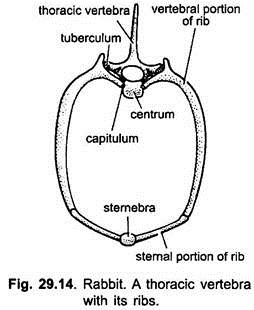 thoracic vertebra
vertebral portion
of rib
tuberculum
centrum
capitulum
sternebra
sternal portion of rib
Fig. 29.14. Rabbit. A thoracic vertebra
with its ribs.